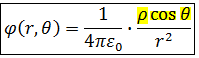 φ(r, θ) = 1/(4πε₀) · (ρ cos θ)/r²